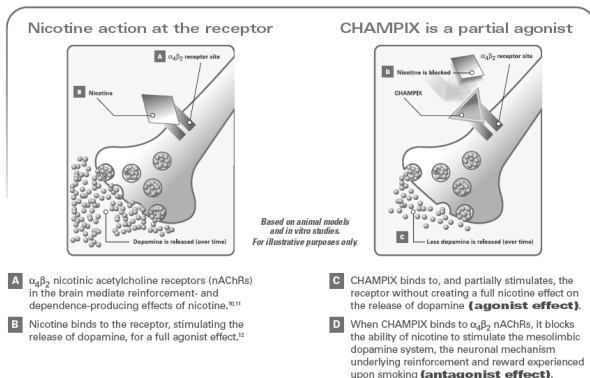 Nicotine action at the receptor
A α4β2 receptor site
B Nicotine
Dopamine is released (over time)
Based on animal models
and in vitro studies.
For illustrative purposes only.
CHAMPIX is a partial agonist
α4β2 receptor site
D Nicotine is blocked
CHAMPIX
C
Less dopamine is released (over time)
A α4β2 nicotinic acetylcholine receptors (nAChRs)
in the brain mediate reinforcement- and
dependence-producing effects of nicotine.10,11
B Nicotine binds to the receptor, stimulating the
release of dopamine, for a full agonist effect.12
C CHAMPIX binds to, and partially stimulates, the
receptor without creating a full nicotine effect on
the release of dopamine (agonist effect).
D When CHAMPIX binds to α4β2 nAChRs, it blocks
the ability of nicotine to stimulate the mesolimbic
dopamine system, the neuronal mechanism
underlying reinforcement and reward experienced
upon smoking (antagonist effect).